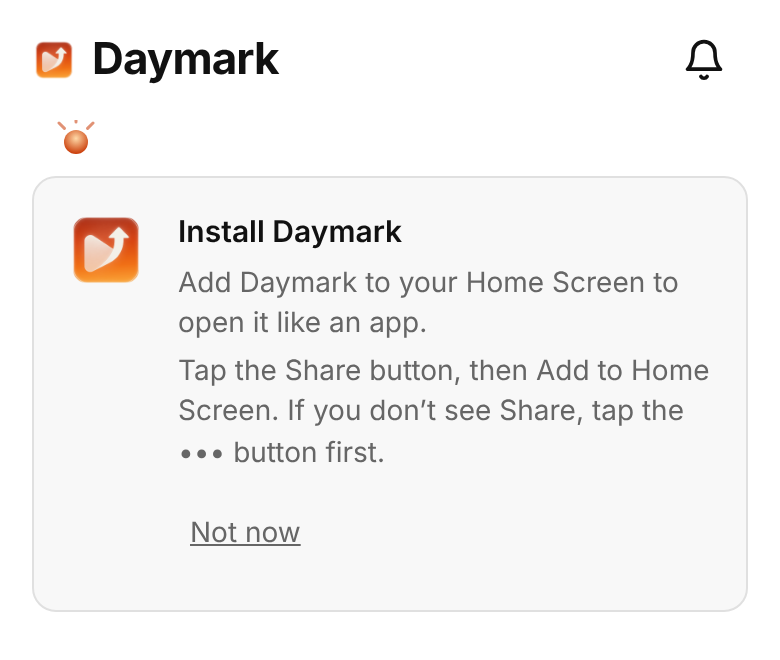 Daymark
Install Daymark
Add Daymark to your Home Screen to
open it like an app.
Tap the Share button, then Add to Home
Screen. If you don’t see Share, tap the
••• button first.
Not now